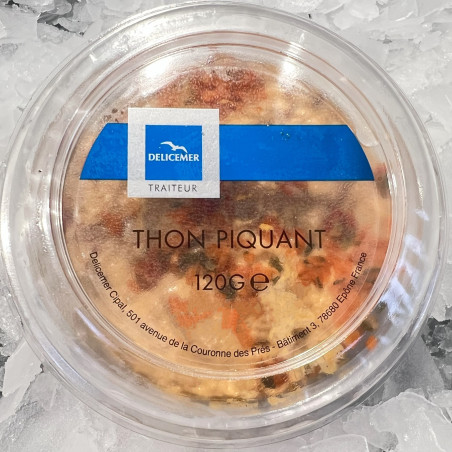 DELICEMER
TRAITEUR
THON PIQUANT
120G ℮
Delicemer Cipal, 501 avenue de la Couronne des Prés - Bâtiment 3, 78680 Epône France